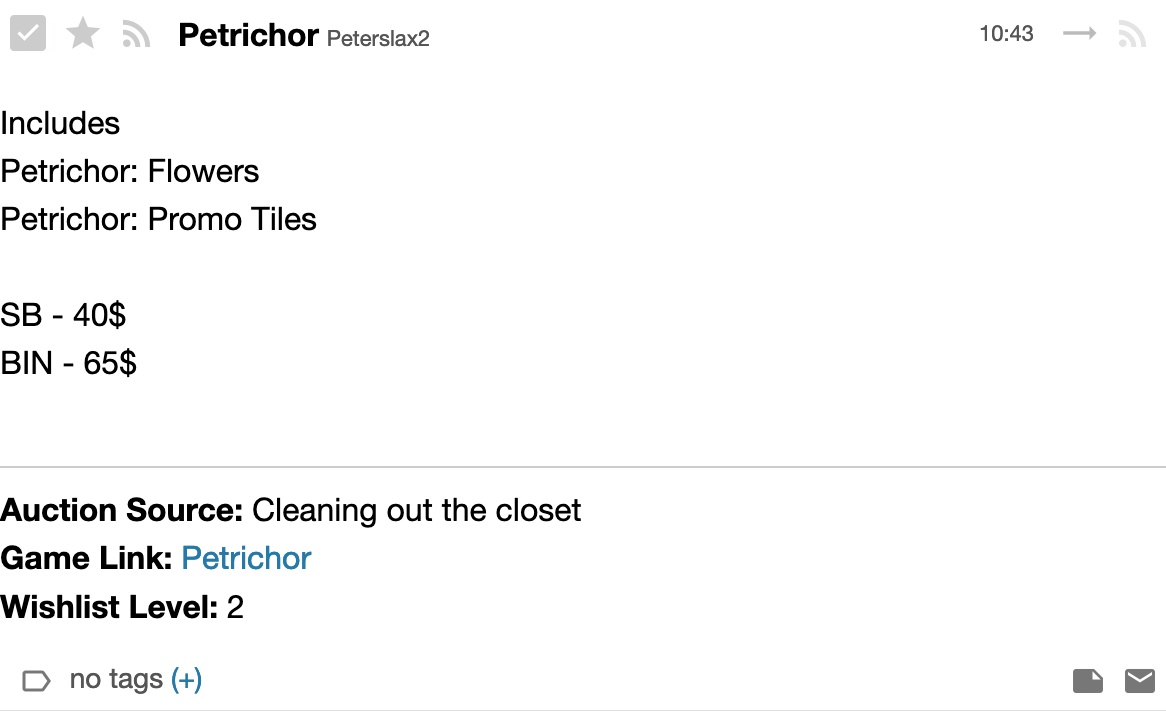 Petrichor Peterslax2 10:43
Includes
Petrichor: Flowers
Petrichor: Promo Tiles
SB - 40$
BIN - 65$
Auction Source: Cleaning out the closet
Game Link: Petrichor
Wishlist Level: 2
no tags (+)